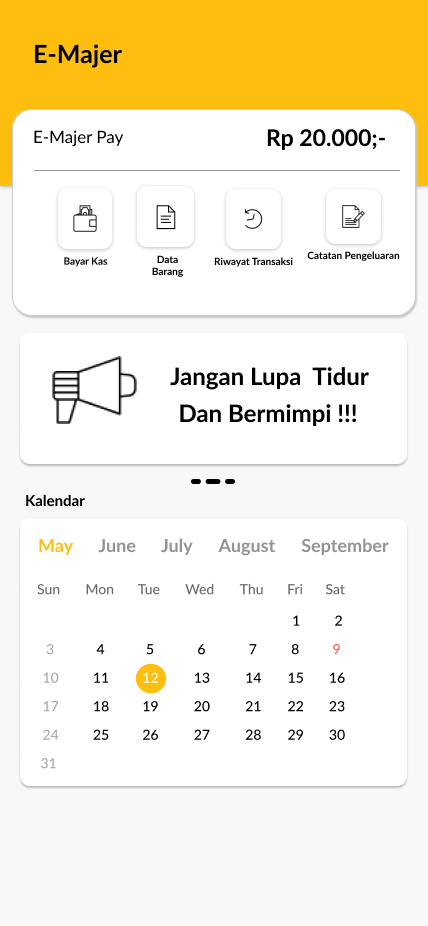 E-Majer
E-Majer Pay Rp 20.000;-
Bayar Kas
Data
Barang
Riwayat Transaksi
Catatan Pengeluaran
Jangan Lupa Tidur
Dan Bermimpi !!!
Kalendar
May June July August September
Sun Mon Tue Wed Thu Fri Sat
1 2
3 4 5 6 7 8 9
10 11 12 13 14 15 16
17 18 19 20 21 22 23
24 25 26 27 28 29 30
31